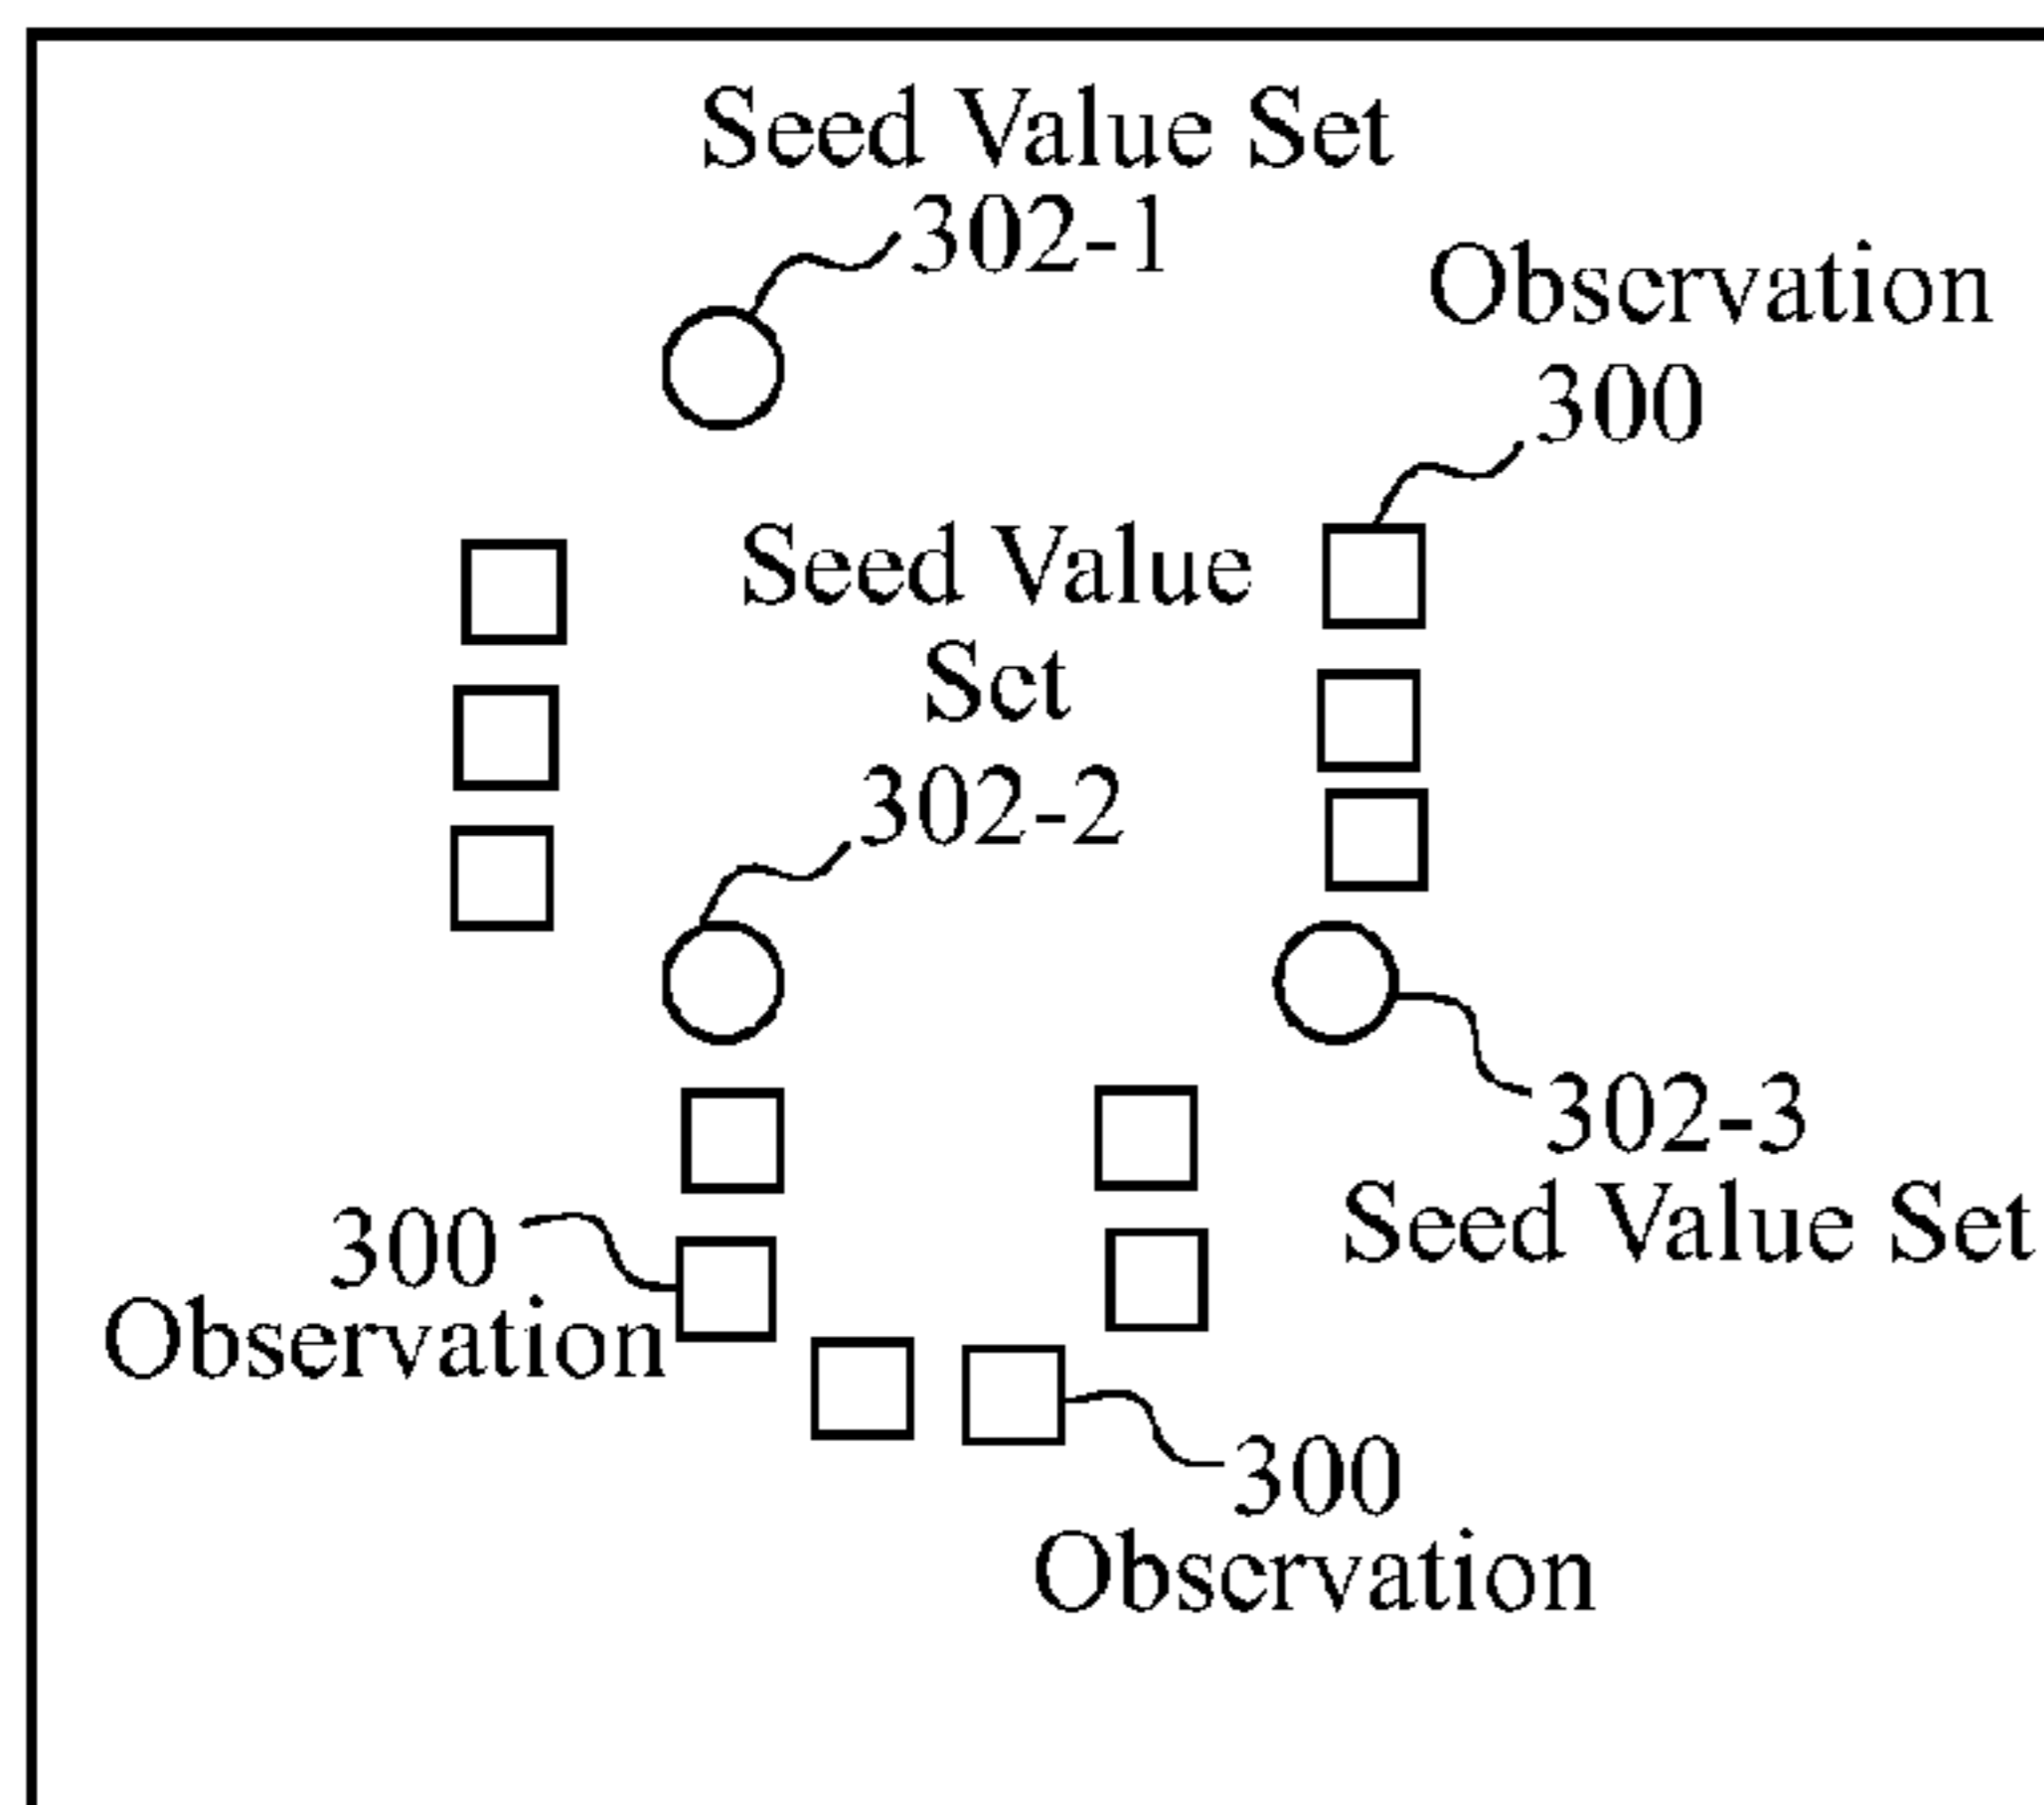 Seed Value Set
302-1
Observation
300
Seed Value
Set
302-2
302-3
Seed Value Set
300
Observation
300
Observation